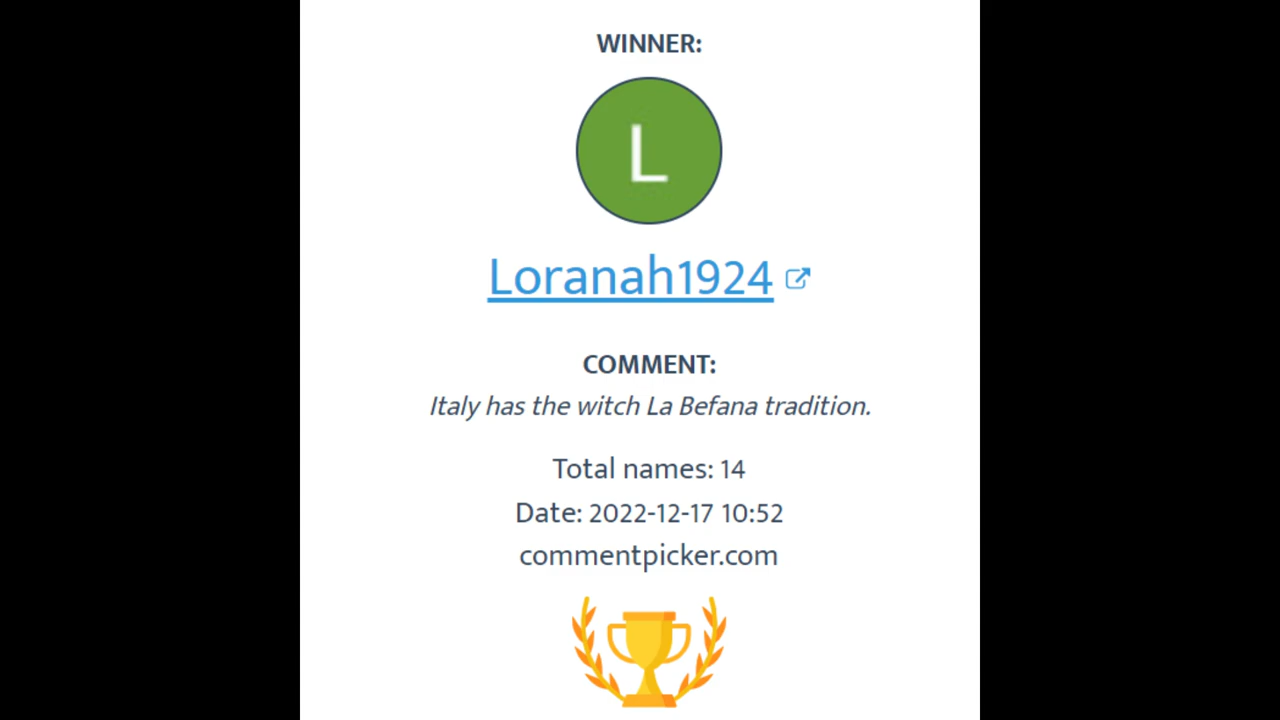 WINNER:
L
Loranah1924
COMMENT:
Italy has the witch La Befana tradition.
Total names: 14
Date: 2022-12-17 10:52
commentpicker.com